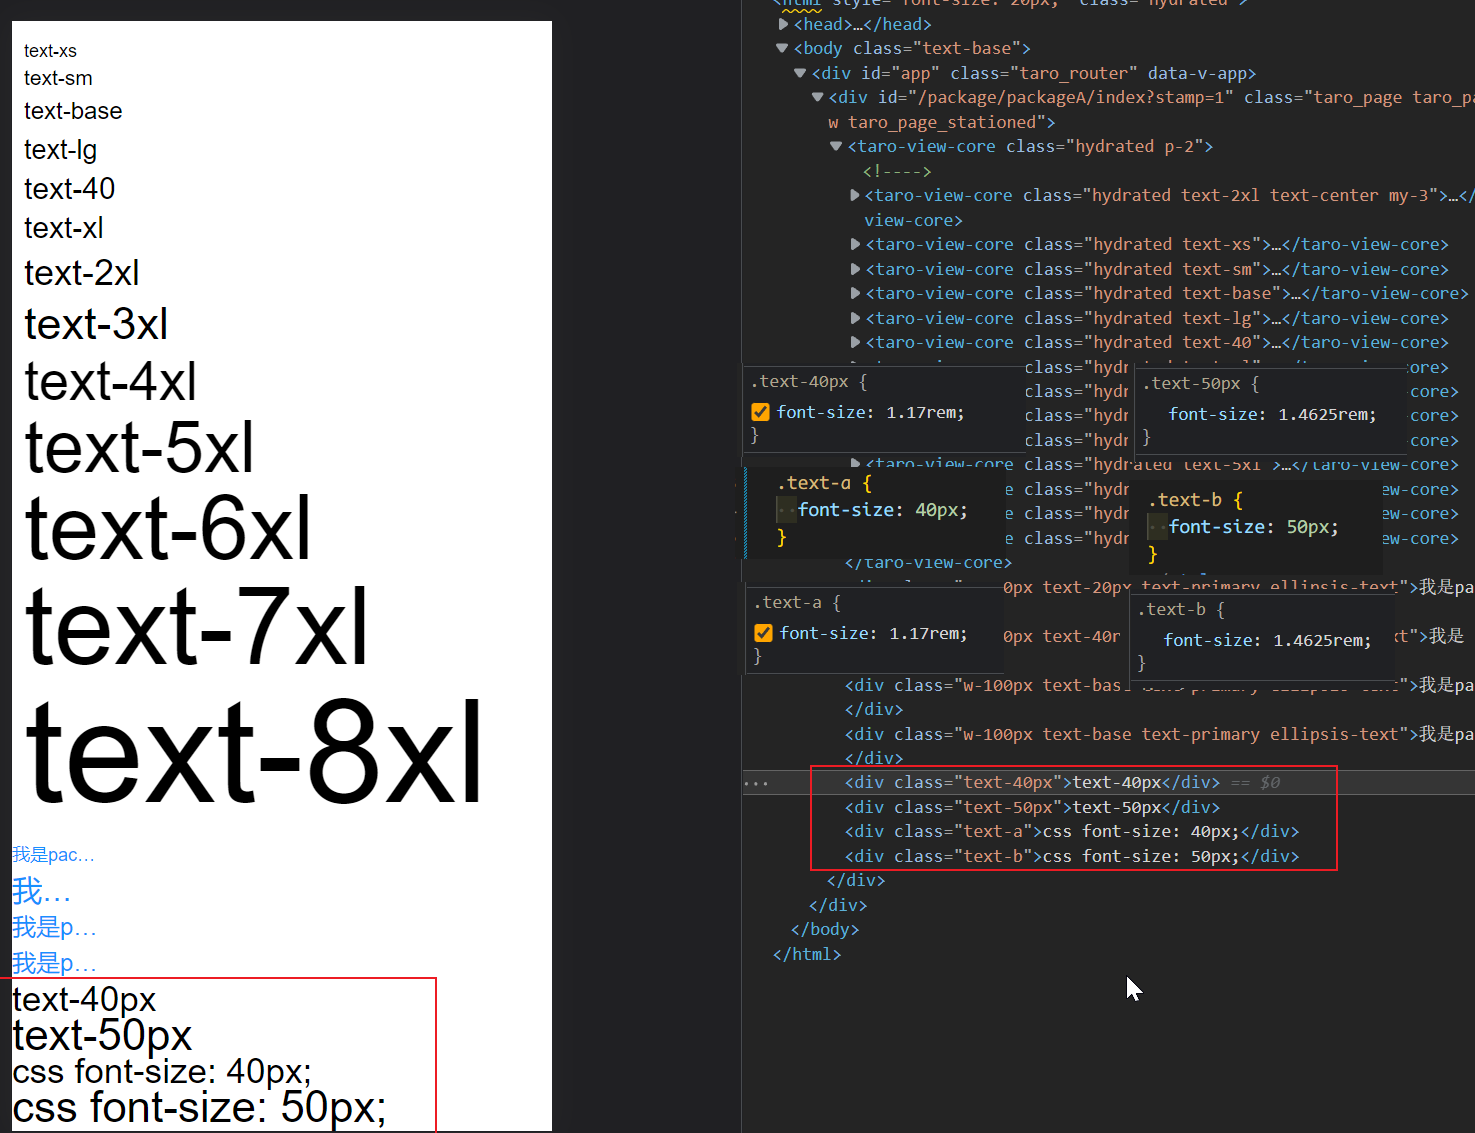 text-xs
text-sm
text-base
text-lg
text-40
text-xl
text-2xl
text-3xl
text-4xl
text-5xl
text-6xl
text-7xl
text-8xl
我是pac…
我…
我是p…
我是p…
text-40px
text-50px
css font-size: 40px;
css font-size: 50px;
<html style="font-size: 20px;" class="hydrated">
<head>…</head>
<body class="text-base">
<div id="app" class="taro_router" data-v-app>
<div id="/package/packageA/index?stamp=1" class="taro_page taro_pa
w taro_page_stationed">
<taro-view-core class="hydrated p-2">
<!---->
<taro-view-core class="hydrated text-2xl text-center my-3">…</
view-core>
<taro-view-core class="hydrated text-xs">…</taro-view-core>
<taro-view-core class="hydrated text-sm">…</taro-view-core>
<taro-view-core class="hydrated text-base">…</taro-view-core>
<taro-view-core class="hydrated text-lg">…</taro-view-core>
<taro-view-core class="hydrated text-40">…</taro-view-core>
.text-40px {
font-size: 1.17rem;
}
.text-50px {
font-size: 1.4625rem;
}
.text-a {
font-size: 40px;
}
.text-b {
font-size: 50px;
}
</taro-view-core>
0px text-20px text-primary ellipsis-text">我是pa
.text-a {
font-size: 1.17rem;
}
.text-b {
font-size: 1.4625rem;
}
<div class="w-100px text-bas
">我是pa
</div>
<div class="w-100px text-base text-primary ellipsis-text">我是pa
</div>
<div class="text-40px">text-40px</div> == $0
<div class="text-50px">text-50px</div>
<div class="text-a">css font-size: 40px;</div>
<div class="text-b">css font-size: 50px;</div>
</div>
</div>
</body>
</html>